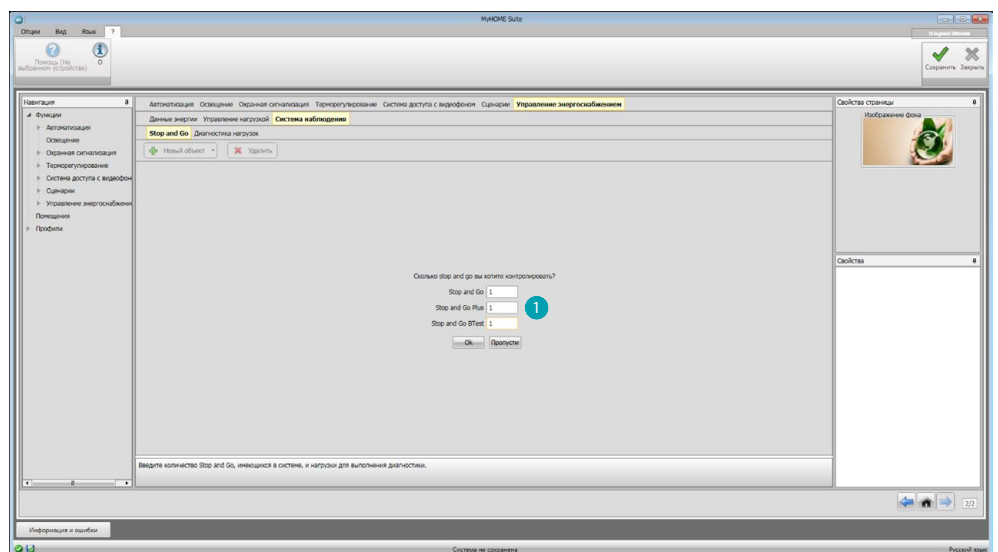 MyHOME Suite
Опции Вид Язык ?
Помощь (На выбранном устройстве)
0
Сохранить Закрыть
Навигация
Функции
Автоматизация
Освещение
Охранная сигнализация
Терморегулирование
Система доступа с видеофон
Сценарии
Управление энергоснабжени
Помещения
Профили
Автоматизация Освещение Охранная сигнализация Терморегулирование Система доступа с видеофоном Сценарии Управление энергоснабжением
Данные энергии Управление нагрузкой Система наблюдения
Stop and Go Диагностика нагрузок
Новый объект Удалить
Сколько stop and go вы хотите контролировать?
Stop and Go 1
Stop and Go Plus 1
1
Stop and Go BTest 1
Ok Пропусти
Введите количество Stop and Go, имеющихся в системе, и нагрузки для выполнения диагностики.
Свойства страницы
Изображение фона
Свойства
2/2
Информация и ошибки
Система не сохранена
Русский язык